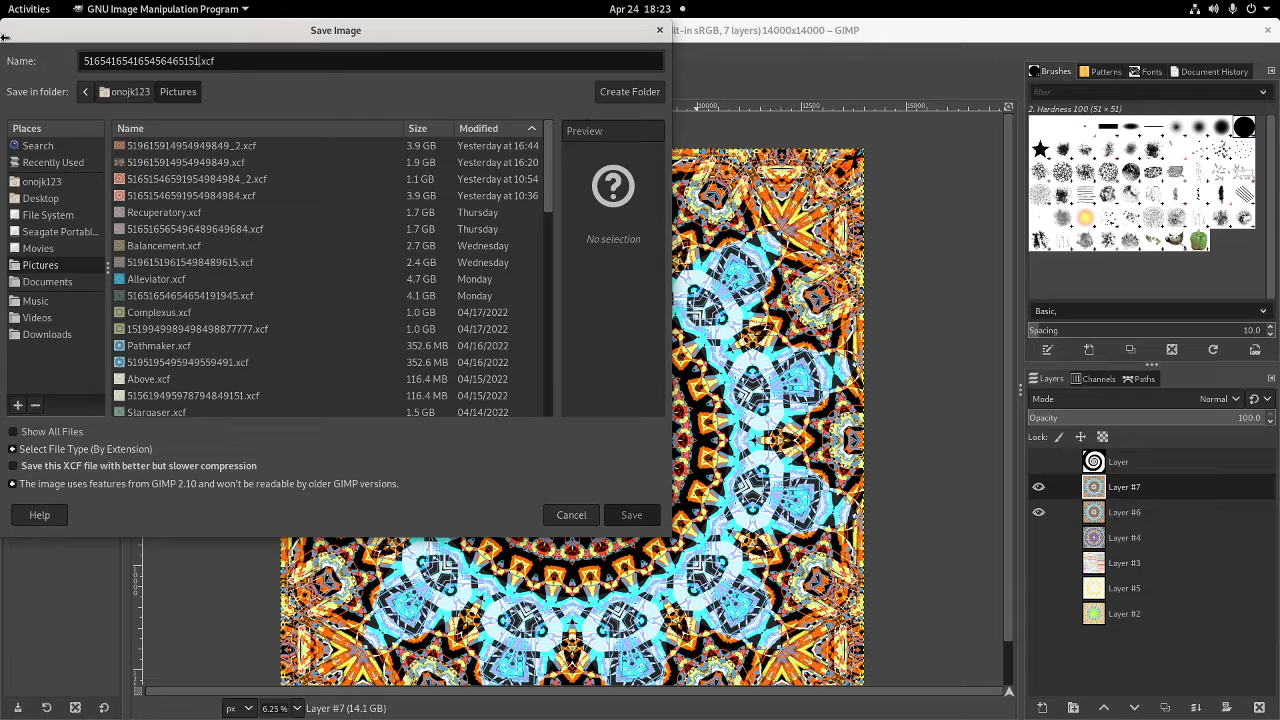 Activities GNU Image Manipulation Program Apr 24 18:23
Save Image
lt-in sRGB, 7 layers) 14000x14000 – GIMP
Name: 516541654165456465151.xcf
Save in folder: onojk123 Pictures Create Folder
Places Name Size Modified Preview
Search
Recently Used
onojk123
Desktop
File System
Seagate Portabl...
Movies
Pictures
Documents
Music
Videos
Downloads
519615914954949849_2.xcf 3.9 GB Yesterday at 16:44
519615914954949849.xcf 1.9 GB Yesterday at 16:20
51651546591954984984_2.xcf 1.1 GB Yesterday at 10:54
51651546591954984984.xcf 3.9 GB Yesterday at 10:36
Recuperatory.xcf 1.7 GB Thursday
516516565496489649684.xcf 1.7 GB Thursday
Balancement.xcf 2.7 GB Wednesday
5196519615498489615.xcf 2.4 GB Wednesday
Alleviator.xcf 4.7 GB Monday
51651654654654191945.xcf 4.1 GB Monday
Complexus.xcf 1.0 GB 04/17/2022
1519949989498498877777.xcf 1.0 GB 04/17/2022
Pathmaker.xcf 352.6 MB 04/16/2022
5195195495949559491.xcf 352.6 MB 04/16/2022
Above.xcf 116.4 MB 04/15/2022
515619495978794849151.xcf 116.4 MB 04/15/2022
Stargaser.xcf 1.5 GB 04/14/2022
No selection
Show All Files
Select File Type (By Extension)
Save this XCF file with better but slower compression
The image uses features from GIMP 2.10 and won't be readable by older GIMP versions.
Help Cancel Save
10000 12500 15000
Brushes Patterns Fonts Document History
filter
2. Hardness 100 (51 × 51)
Basic,
Spacing 10.0
Layers Channels Paths
Mode Normal
Opacity 100.0
Lock:
Layer
Layer #7
Layer #6
Layer #4
Layer #3
Layer #5
Layer #2
px 6.25 % Layer #7 (14.1 GB)